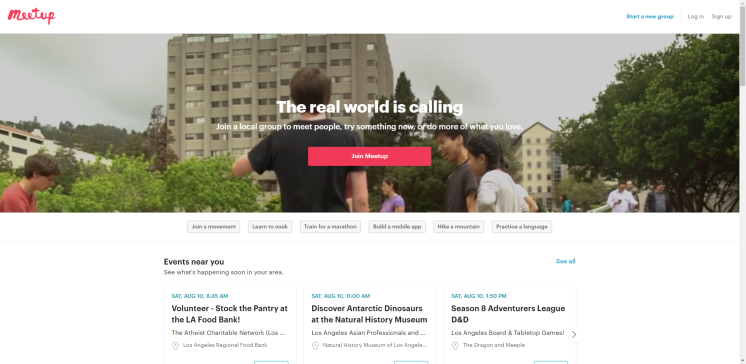 Meetup
Start a new group Log in Sign up
The real world is calling
Join a local group to meet people, try something new, or do more of what you love.
Join Meetup
Join a movement Learn to cook Train for a marathon Build a mobile app Hike a mountain Practice a language
Events near you See all
See what's happening soon in your area.
SAT, AUG 10, 8:45 AM
Volunteer - Stock the Pantry at
the LA Food Bank!
The Atheist Charitable Network (Los ...
Los Angeles Regional Food Bank
SAT, AUG 10, 11:00 AM
Discover Antarctic Dinosaurs
at the Natural History Museum
Los Angeles Asian Professionals and ...
Natural History Museum of Los Angele...
SAT, AUG 10, 1:50 PM
Season 8 Adventurers League
D&D
Los Angeles Board & Tabletop Games!
The Dragon and Meeple